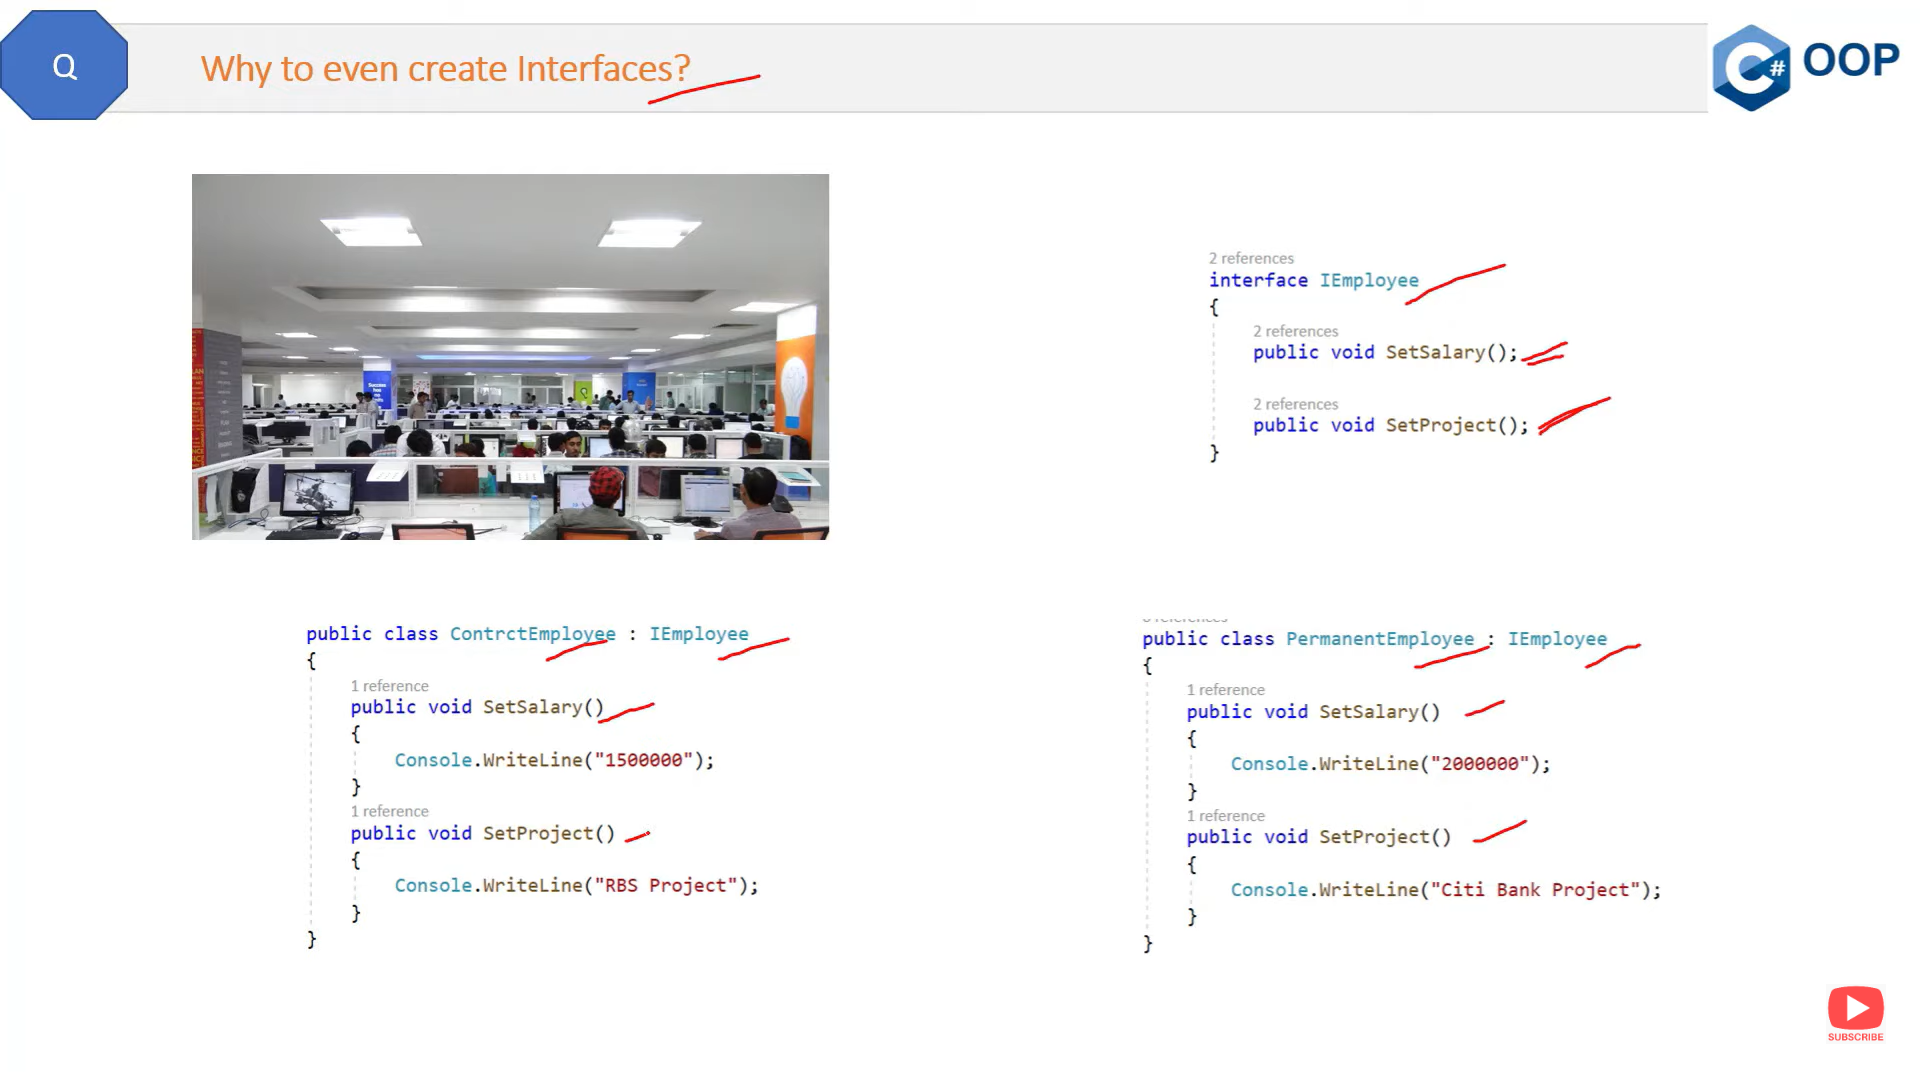 Q
Why to even create Interfaces?
C# OOP
Success
2 references
interface IEmployee
{
2 references
public void SetSalary();
2 references
public void SetProject();
}
public class ContrctEmployee : IEmployee
{
1 reference
public void SetSalary()
{
Console.WriteLine("1500000");
}
1 reference
public void SetProject()
{
Console.WriteLine("RBS Project");
}
}
public class PermanentEmployee : IEmployee
{
1 reference
public void SetSalary()
{
Console.WriteLine("2000000");
}
1 reference
public void SetProject()
{
Console.WriteLine("Citi Bank Project");
}
}
SUBSCRIBE